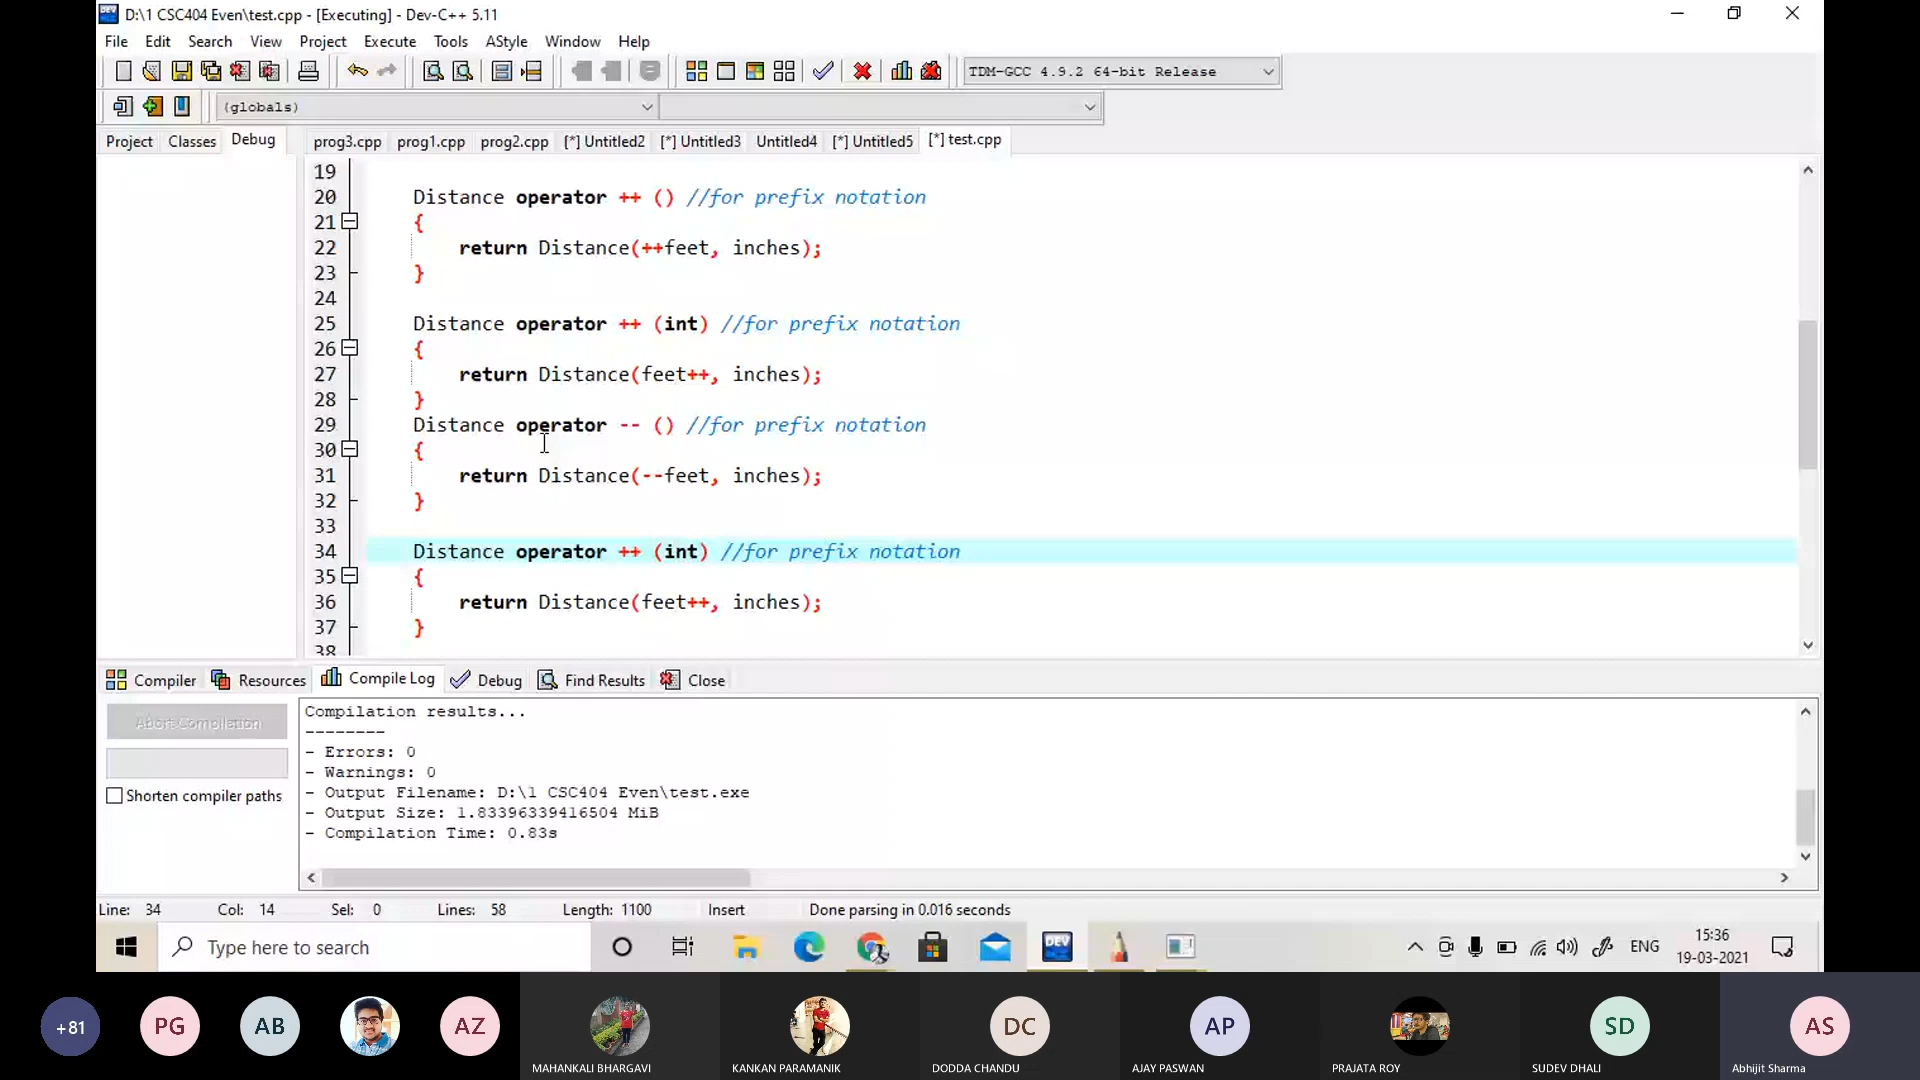 D:\1 CSC404 Even\test.cpp - [Executing] - Dev-C++ 5.11
File Edit Search View Project Execute Tools AStyle Window Help
TDM-GCC 4.9.2 64-bit Release
(globals)
Project Classes Debug prog3.cpp prog1.cpp prog2.cpp [*] Untitled2 [*] Untitled3 Untitled4 [*] Untitled5 [*] test.cpp
19
20 Distance operator ++ () //for prefix notation
21 {
22 return Distance(++feet, inches);
23 }
24
25 Distance operator ++ (int) //for prefix notation
26 {
27 return Distance(feet++, inches);
28 }
29 Distance operator -- () //for prefix notation
30 {
31 return Distance(--feet, inches);
32 }
33
34 Distance operator ++ (int) //for prefix notation
35 {
36 return Distance(feet++, inches);
37 }
38
Compiler Resources Compile Log Debug Find Results Close
Abort Compilation
Shorten compiler paths
Compilation results...
--------
- Errors: 0
- Warnings: 0
- Output Filename: D:\1 CSC404 Even\test.exe
- Output Size: 1.83396339416504 MiB
- Compilation Time: 0.83s
Line: 34 Col: 14 Sel: 0 Lines: 58 Length: 1100 Insert Done parsing in 0.016 seconds
Type here to search
DEV
ENG
15:36
19-03-2021
+81 PG AB AZ DC AP SD AS
MAHANKALI BHARGAVI KANKAN PARAMANIK DODDA CHANDU AJAY PASWAN PRAJATA ROY SUDEV DHALI Abhijit Sharma